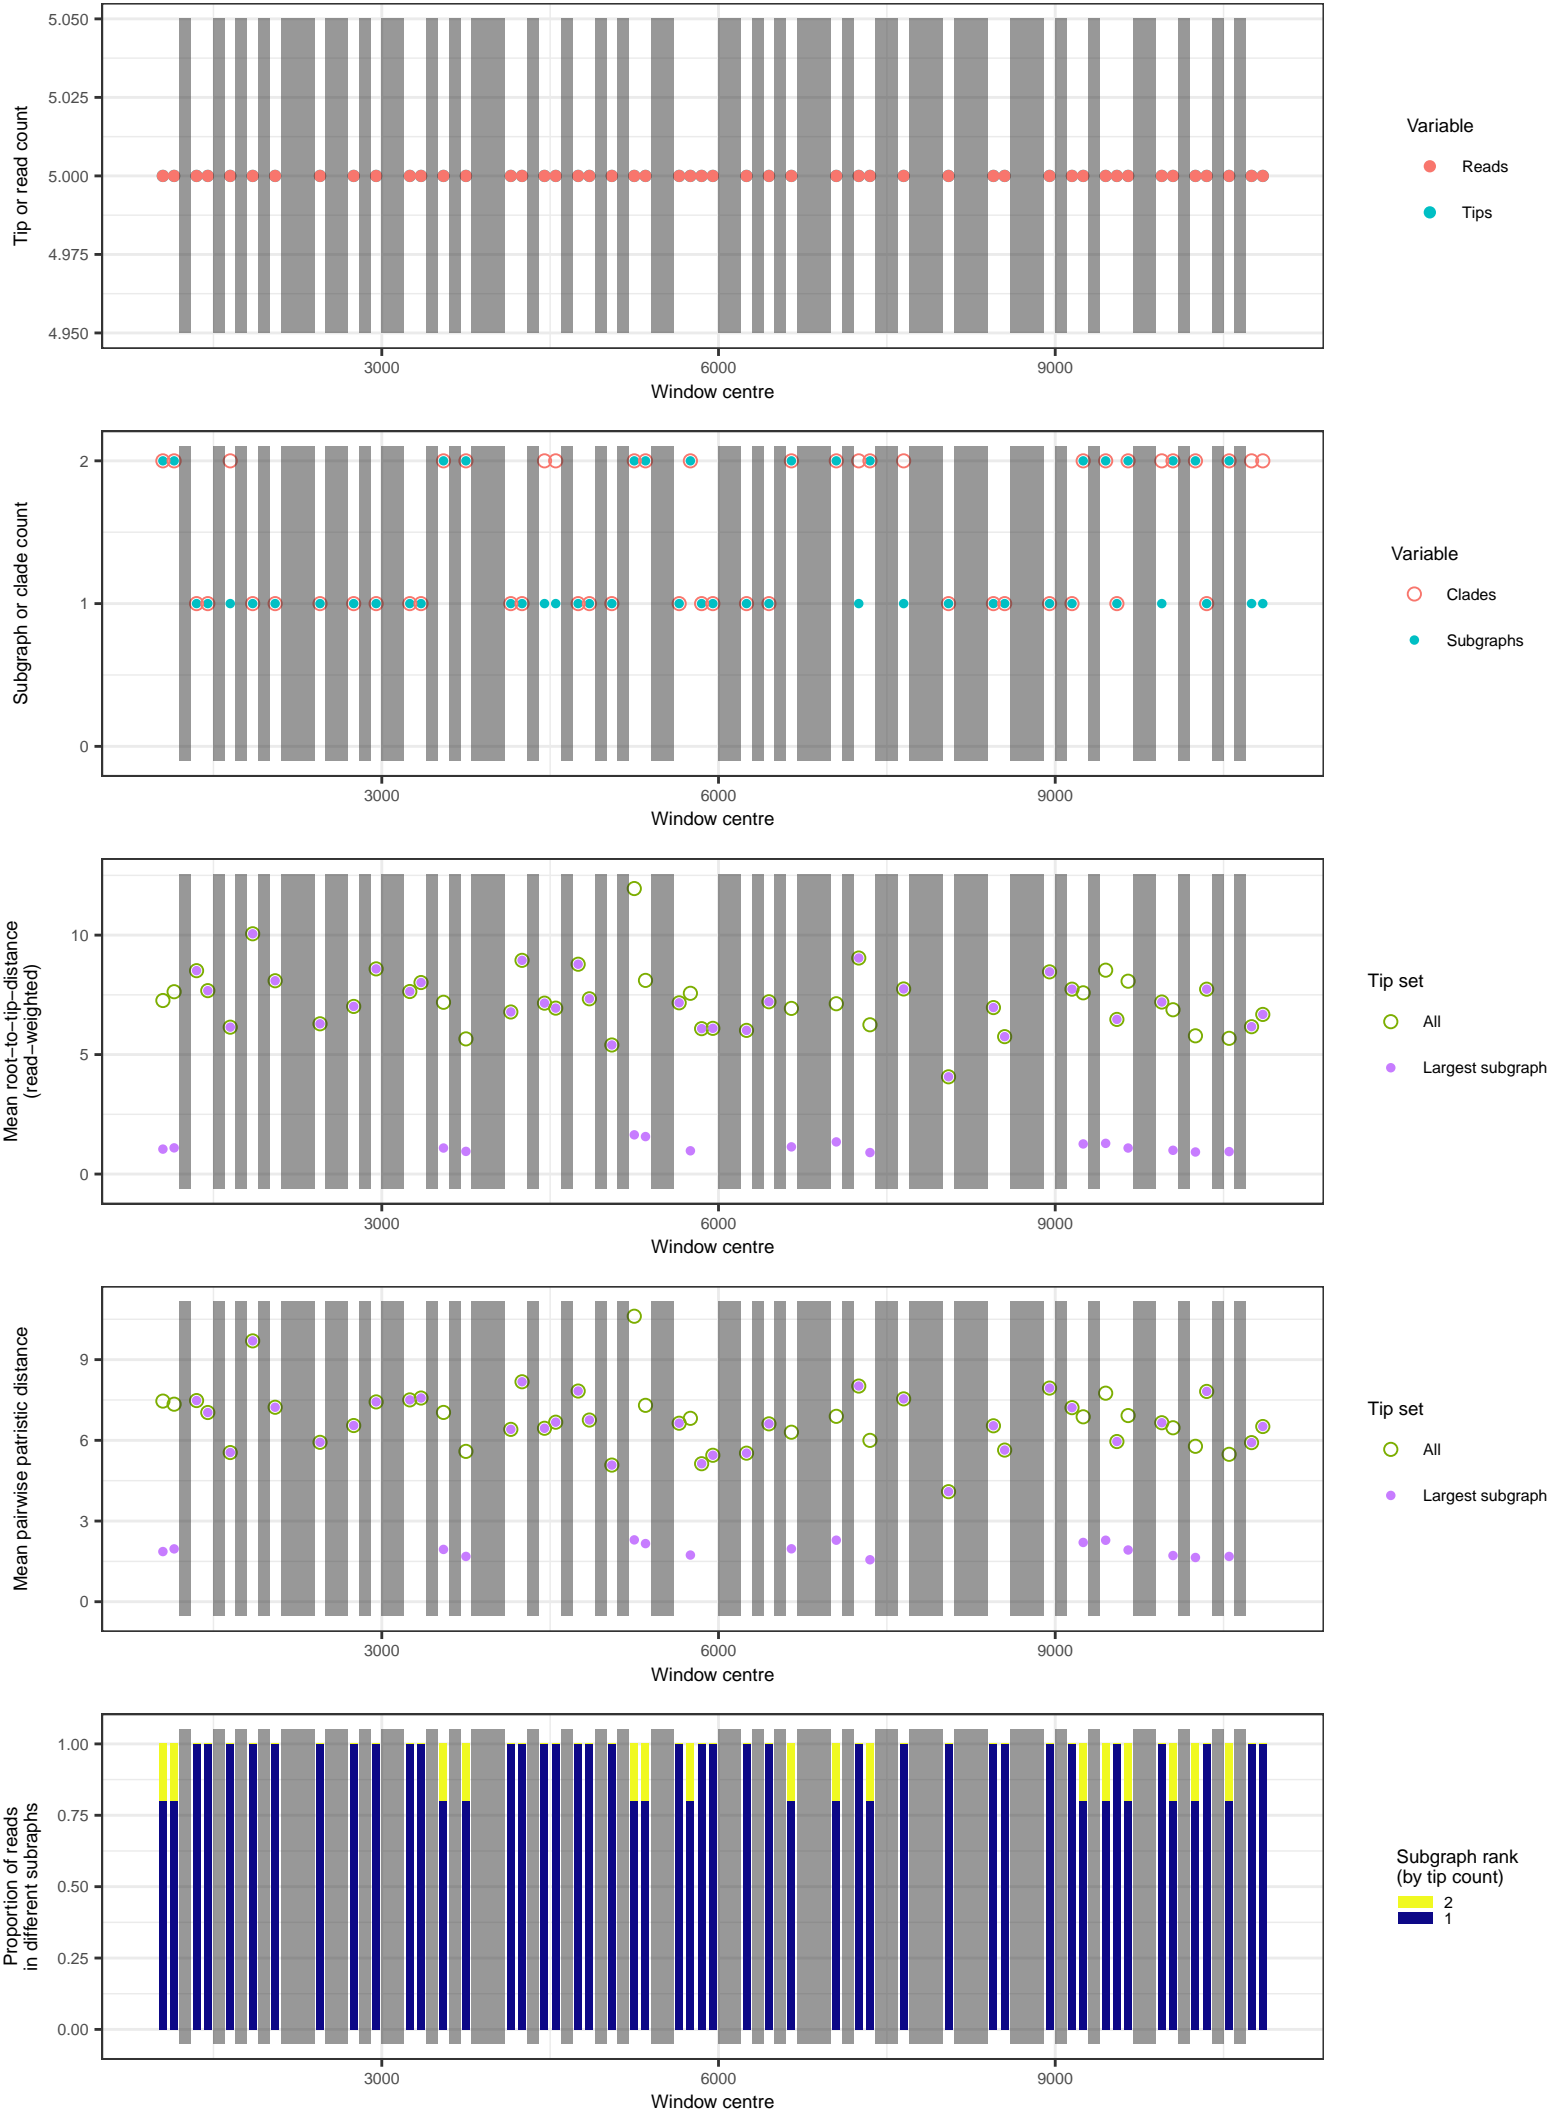 5.050
5.025
5.000
4.975
4.950
Tip or read count
3000
6000
9000
Window centre
Variable
Reads
Tips
2
1
0
Subgraph or clade count
3000
6000
9000
Window centre
Variable
Clades
Subgraphs
10
5
0
Mean root−to−tip−distance
(read−weighted)
3000
6000
9000
Window centre
Tip set
All
Largest subgraph
9
6
3
0
Mean pairwise patristic distance
3000
6000
9000
Window centre
Tip set
All
Largest subgraph
1.00
0.75
0.50
0.25
0.00
Proportion of reads
in different subraphs
3000
6000
9000
Window centre
Subgraph rank
(by tip count)
2
1